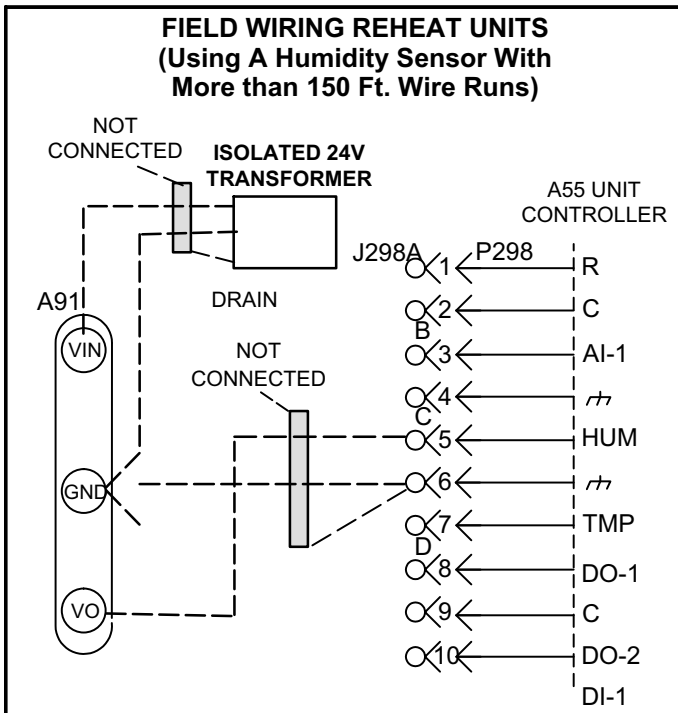 FIELD WIRING REHEAT UNITS
(Using A Humidity Sensor With
More than 150 Ft. Wire Runs)
NOT
CONNECTED
ISOLATED 24V
TRANSFORMER
A55 UNIT
CONTROLLER
J298A
P298
A91
DRAIN
VIN
NOT
CONNECTED
GND
VO
1 R
2 C
B
3 AI-1
4
C
5 HUM
6
7 TMP
D
8 DO-1
9 C
10 DO-2
DI-1